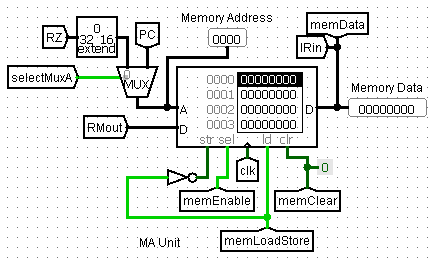 Memory Address
0000
memData
RZ
0
32 16
extend
PC
IRin
selectMuxA
0
MUX
0000 00000000
0001 00000000
0002 00000000
0003 00000000
Memory Data
00000000
A
D
RMout
D
str sel ld clr
clk
0
memEnable
memClear
MA Unit
memLoadStore